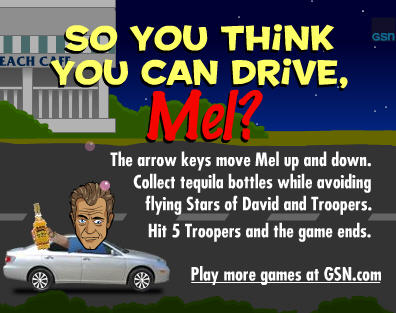 GSN
EACH CAFE
SO YOU THINK
YOU CAN DRIVE,
Mel?
The arrow keys move Mel up and down.
Collect tequila bottles while avoiding
flying Stars of David and Troopers.
Hit 5 Troopers and the game ends.
Play more games at GSN.com